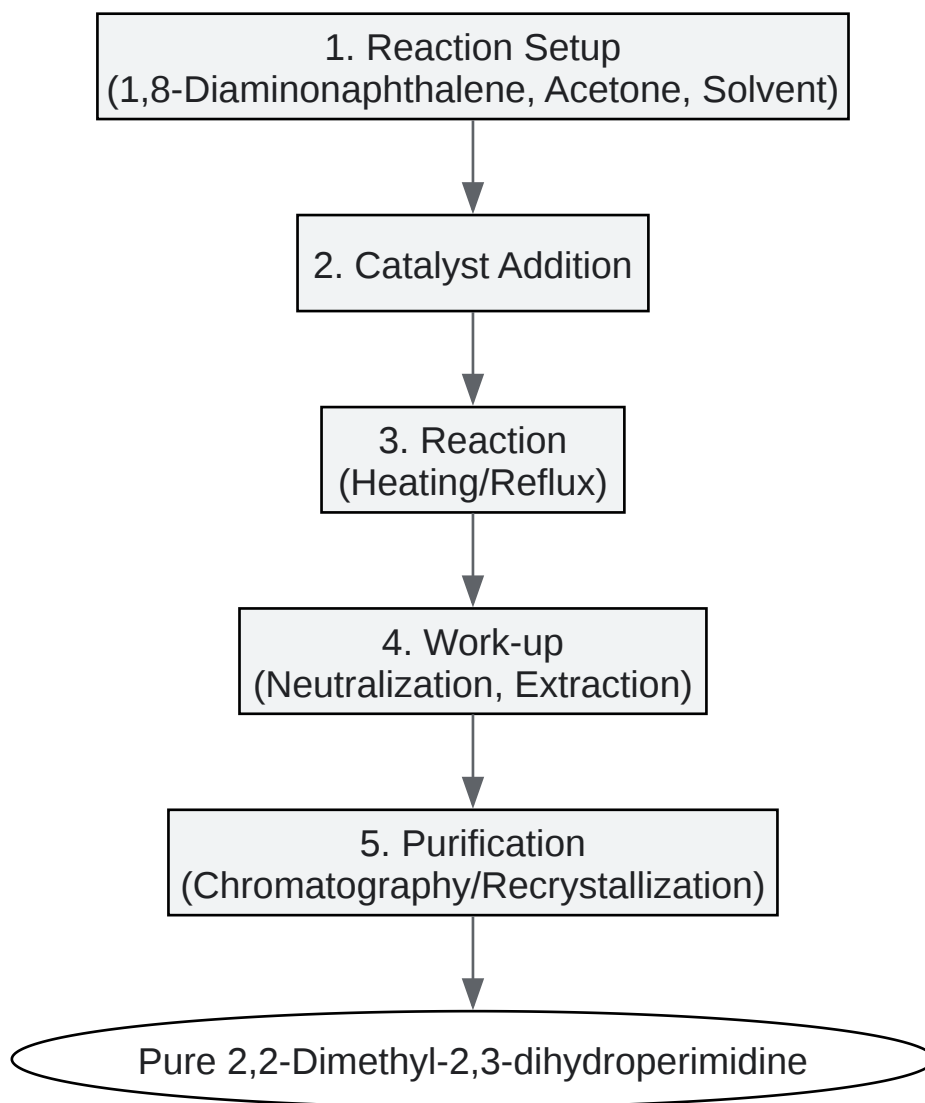 1. Reaction Setup
(1,8-Diaminonaphthalene, Acetone, Solvent)
2. Catalyst Addition
3. Reaction
(Heating/Reflux)
4. Work-up
(Neutralization, Extraction)
5. Purification
(Chromatography/Recrystallization)
Pure 2,2-Dimethyl-2,3-dihydroperimidine